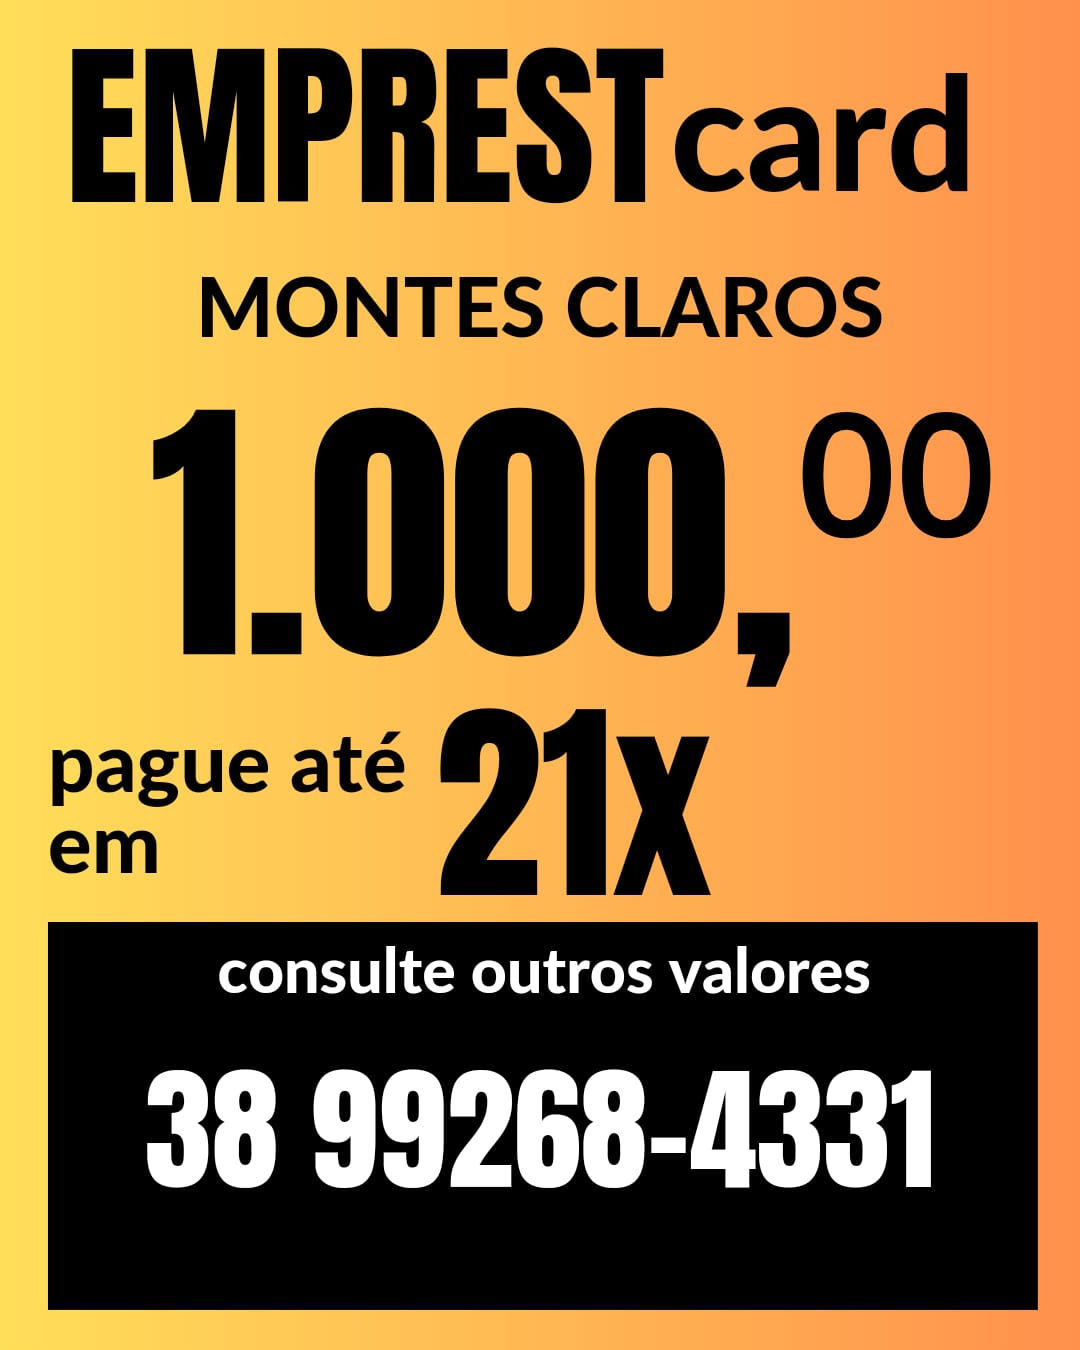 EMPRESTcard
MONTES CLAROS
1.000,00
pague até
em
21x
consulte outros valores
38 99268-4331